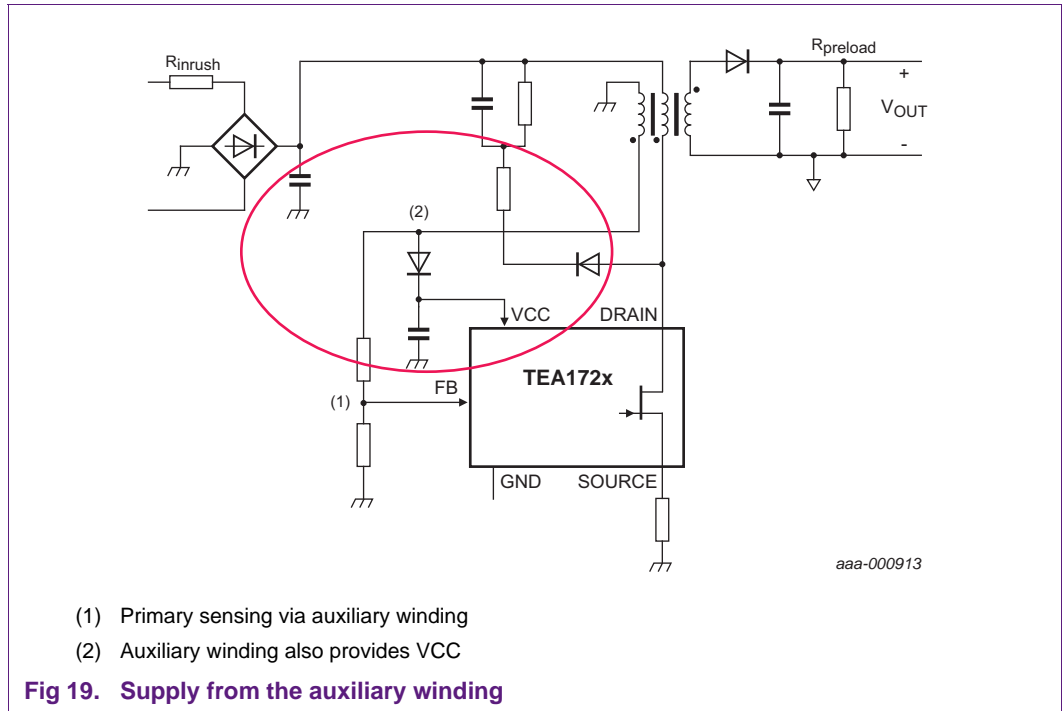 Rinrush
Rpreload
+
VOUT
-
(2)
VCC
DRAIN
TEA172x
FB
(1)
GND
SOURCE
aaa-000913
(1) Primary sensing via auxiliary winding
(2) Auxiliary winding also provides VCC
Fig 19. Supply from the auxiliary winding